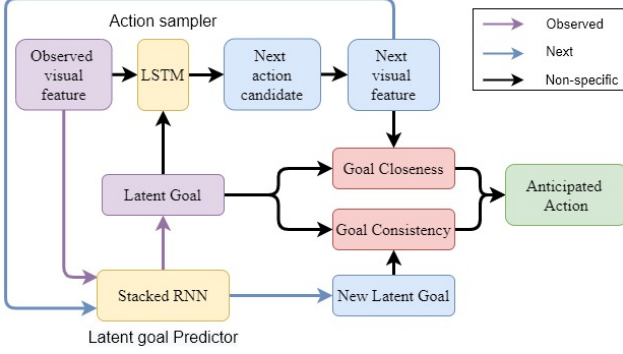 Action sampler
Observed
visual
feature
LSTM
Next
action
candidate
Next
visual
feature
Observed
Next
Non-specific
Latent Goal
Goal Closeness
Goal Consistency
Anticipated
Action
Stacked RNN
New Latent Goal
Latent goal Predictor